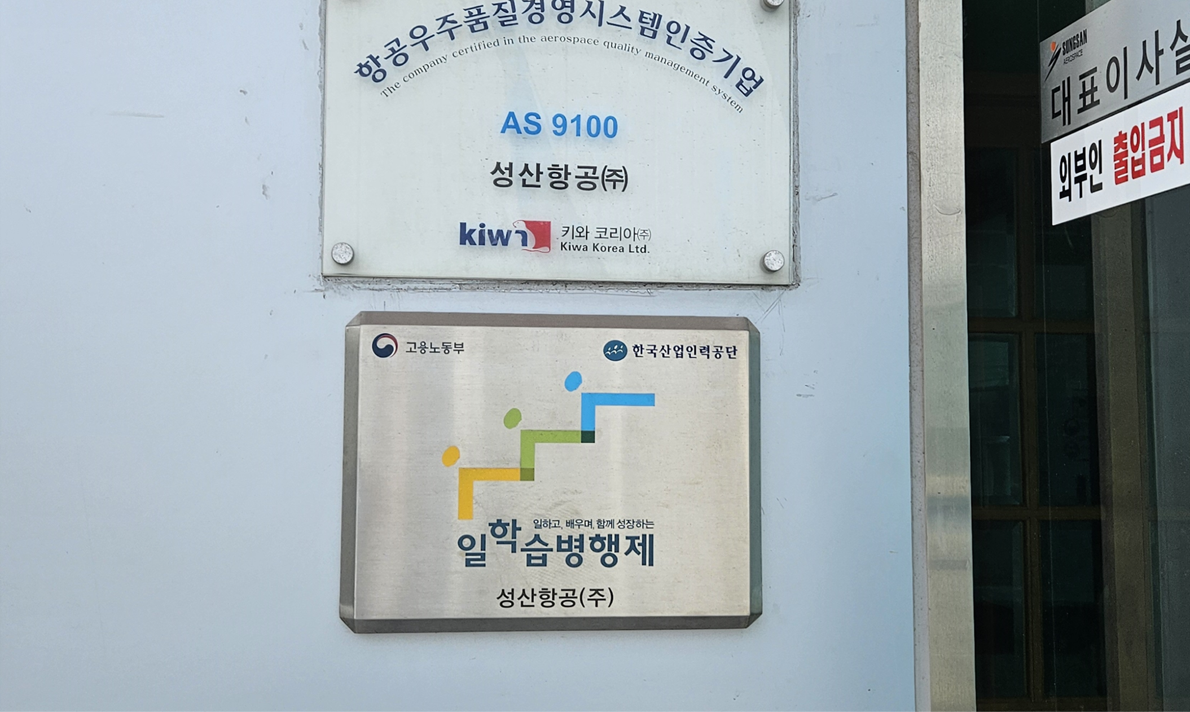 항공우주품질경영시스템인증기업
The company certified in the aerospace quality management system
AS 9100
성산항공㈜
kiwa
키와 코리아㈜
Kiwa Korea Ltd.
고용노동부
한국산업인력공단
일하고, 배우며, 함께 성장하는
일학습병행제
성산항공(주)
SUNGSAN
AEROSPACE
대표이사실
외부인 출입금지